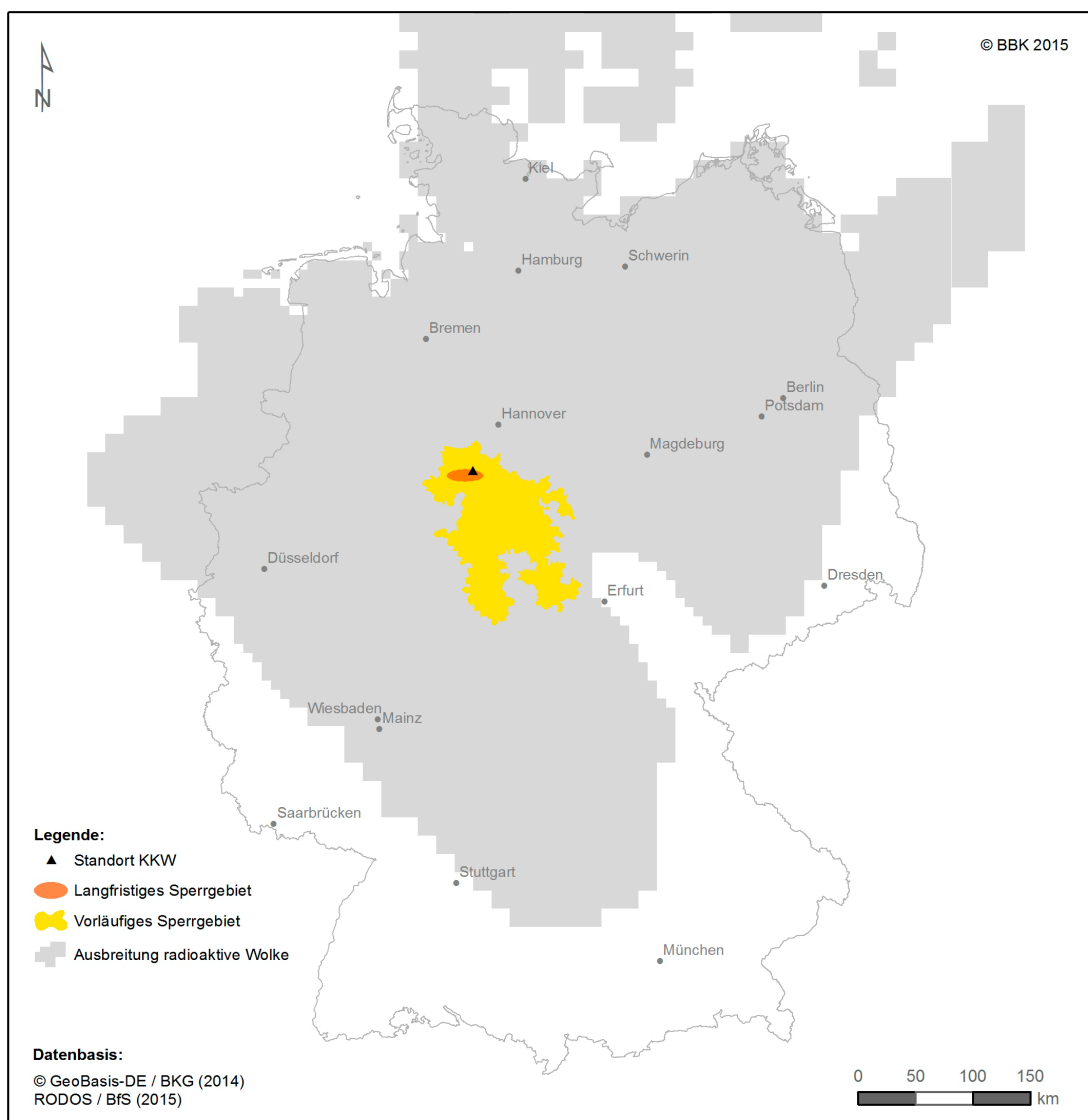 © BBK 2015
N
Kiel
Hamburg
Schwerin
Bremen
Berlin
Potsdam
Hannover
Magdeburg
Düsseldorf
Dresden
Erfurt
Wiesbaden
Mainz
Saarbrücken
Stuttgart
München
Legende:
Standort KKW
Langfristiges Sperrgebiet
Vorläufiges Sperrgebiet
Ausbreitung radioaktive Wolke
Datenbasis:
© GeoBasis-DE / BKG (2014)
RODOS / BfS (2015)
0 50 100 150
km